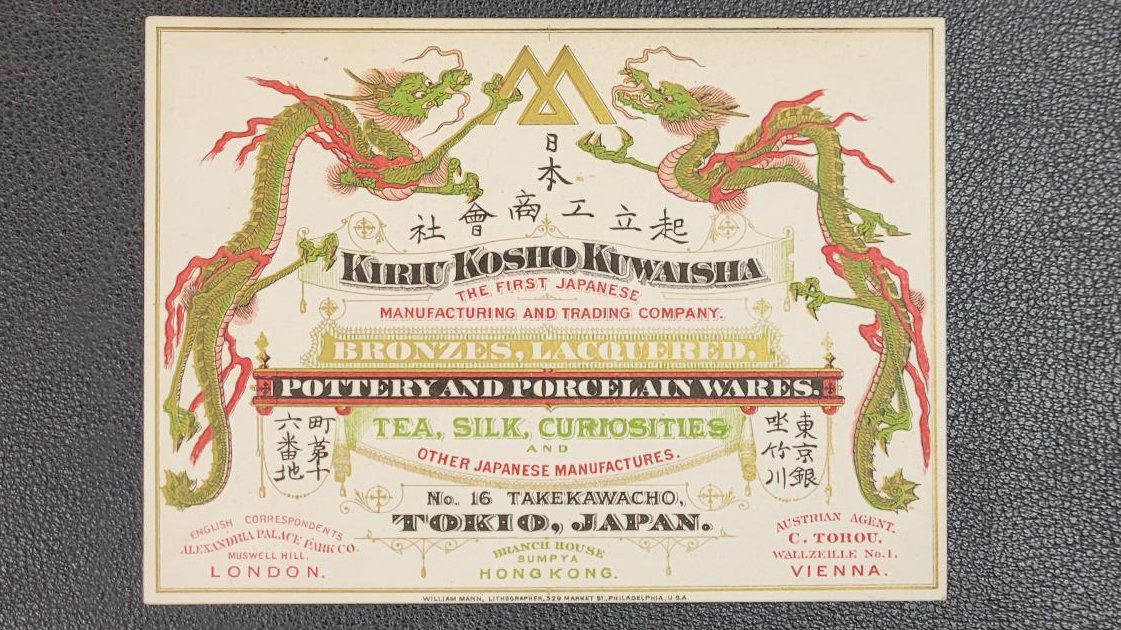 日本
起立工商會社
KIRIU KOSHO KUWAISHA
THE FIRST JAPANESE
MANUFACTURING AND TRADING COMPANY.
BRONZES, LACQUERED,
POTTERY AND PORCELAIN WARES.
TEA, SILK, CURIOSITIES
AND
OTHER JAPANESE MANUFACTURES.
東京銀
坐竹川
町第十
六番地
No. 16 TAKEKAWACHO,
TOKIO, JAPAN.
ENGLISH CORRESPONDENTS
ALEXANDRIA PALACE PARK CO.
MUSWELL HILL.
LONDON.
BRANCH HOUSE
SUMPYA
HONGKONG.
AUSTRIAN AGENT,
C. TOROU,
WALLZEILLE No. 1,
VIENNA.
WILLIAM MANN, LITHOGRAPHER, 529 MARKET ST., PHILADELPHIA, U.S.A.